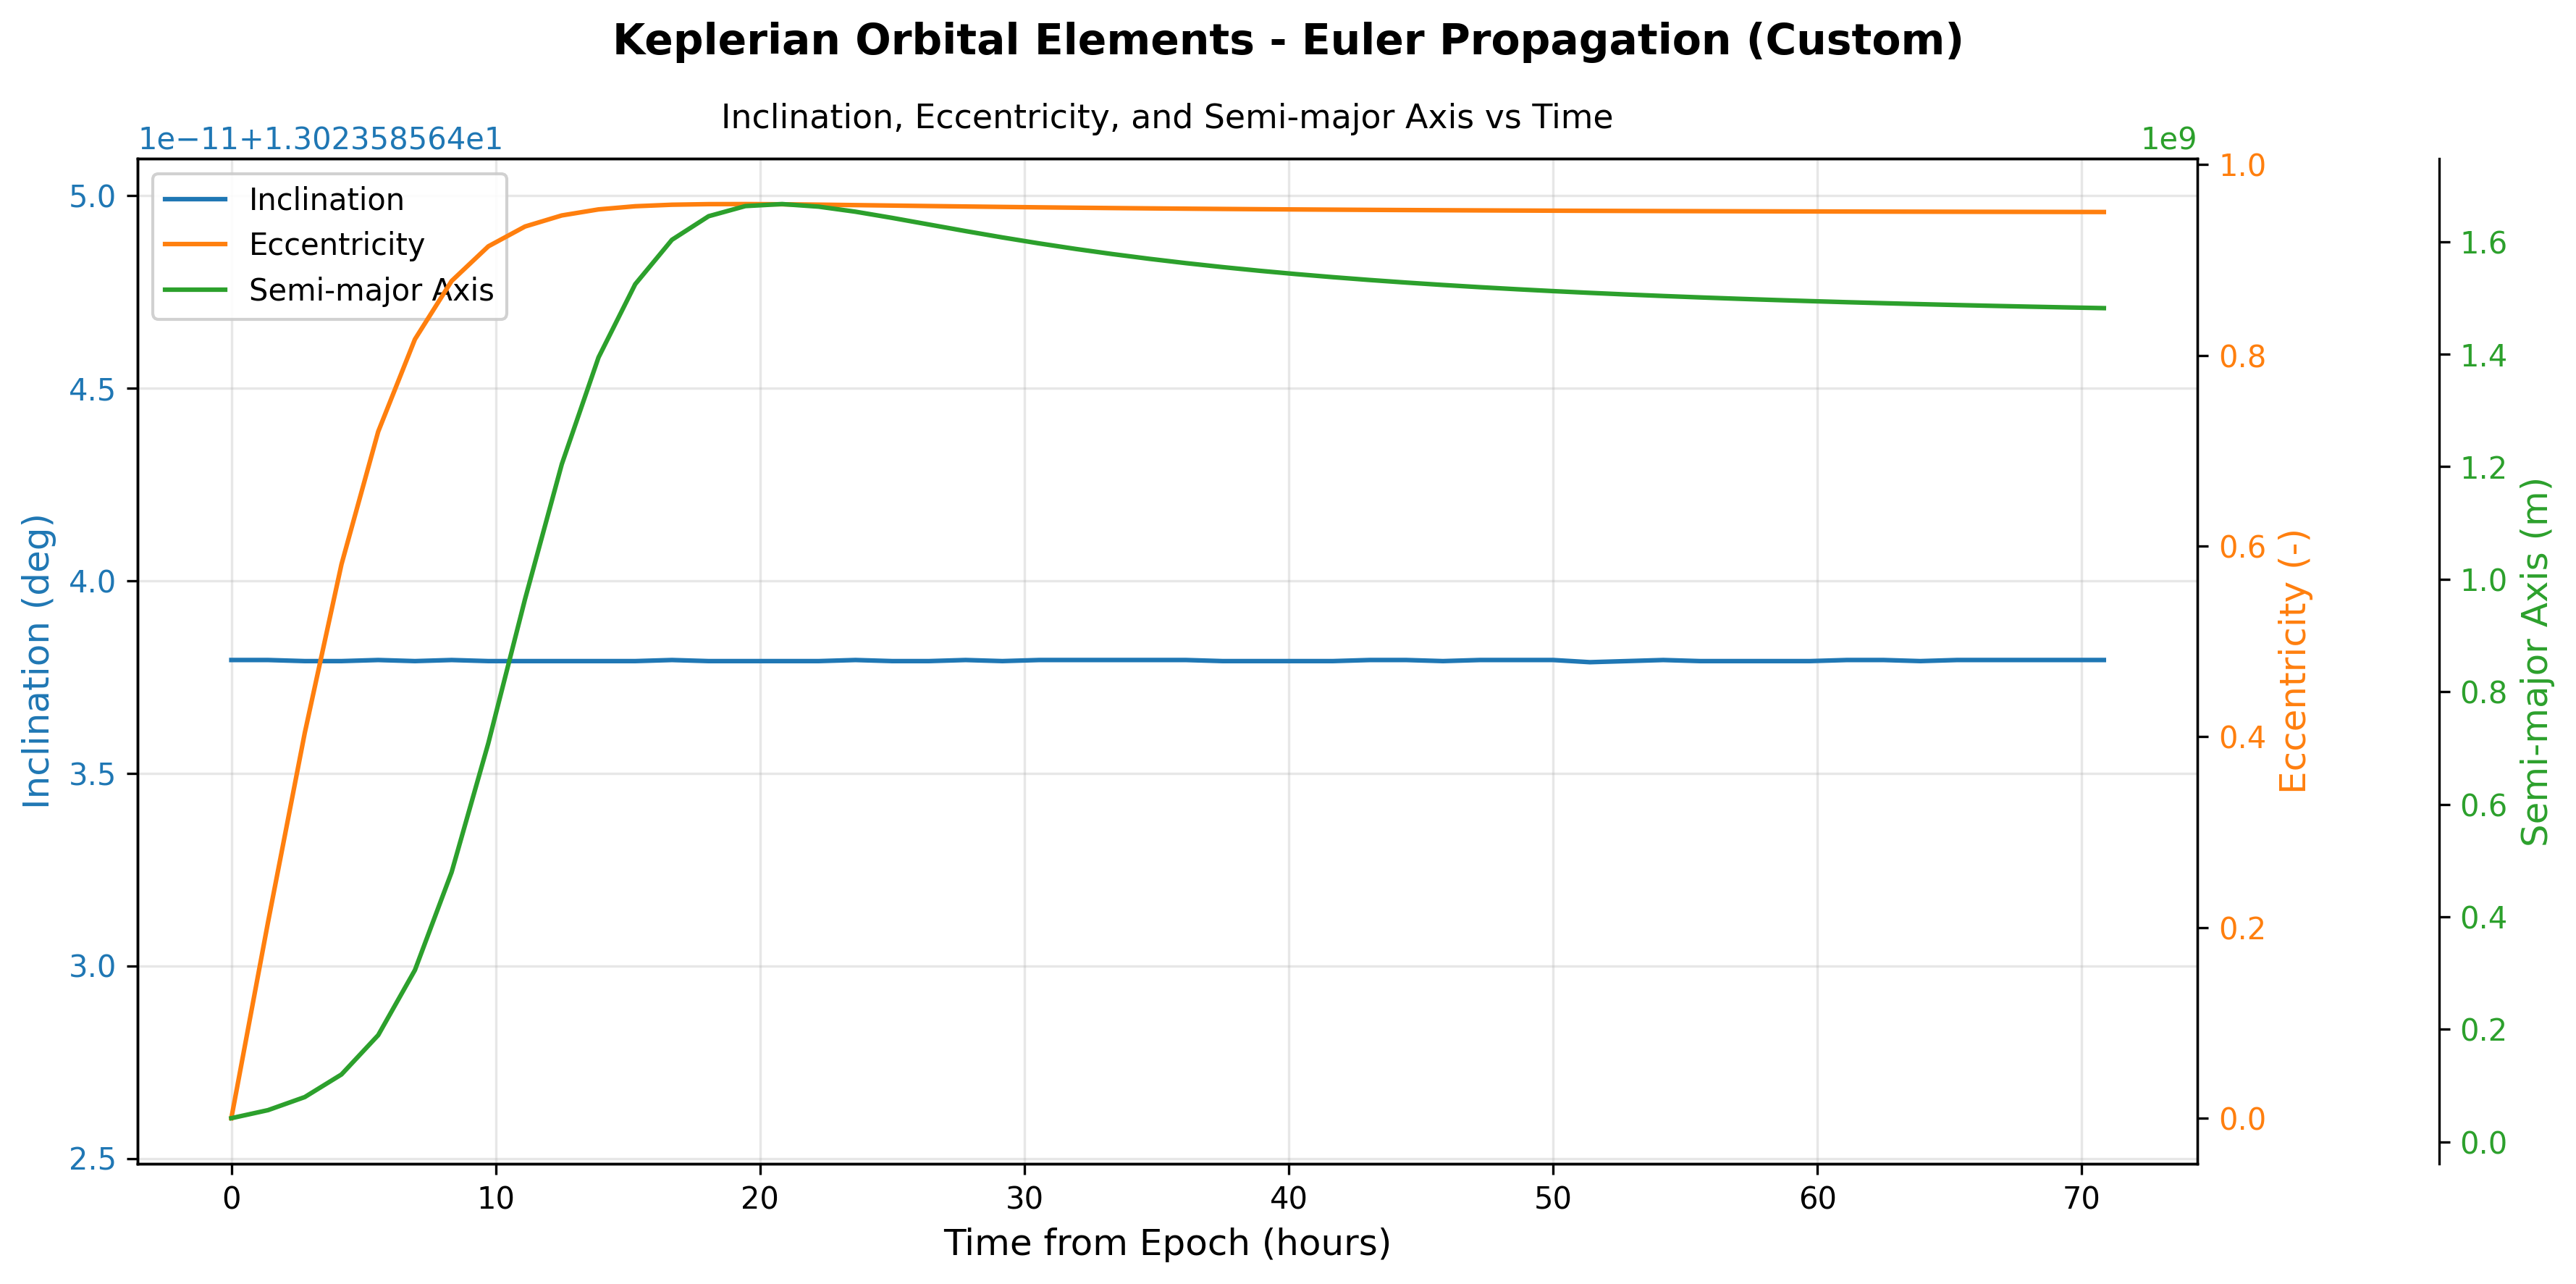 Keplerian Orbital Elements - Euler Propagation (Custom)
Inclination, Eccentricity, and Semi-major Axis vs Time
1e−11+1.302358564e1
1e9
Inclination
Eccentricity
Semi-major Axis
Inclination (deg)
5.0
4.5
4.0
3.5
3.0
2.5
0
10
20
30
40
50
60
70
Time from Epoch (hours)
1.0
0.8
0.6
0.4
0.2
0.0
Eccentricity (-)
1.6
1.4
1.2
1.0
0.8
0.6
0.4
0.2
0.0
Semi-major Axis (m)